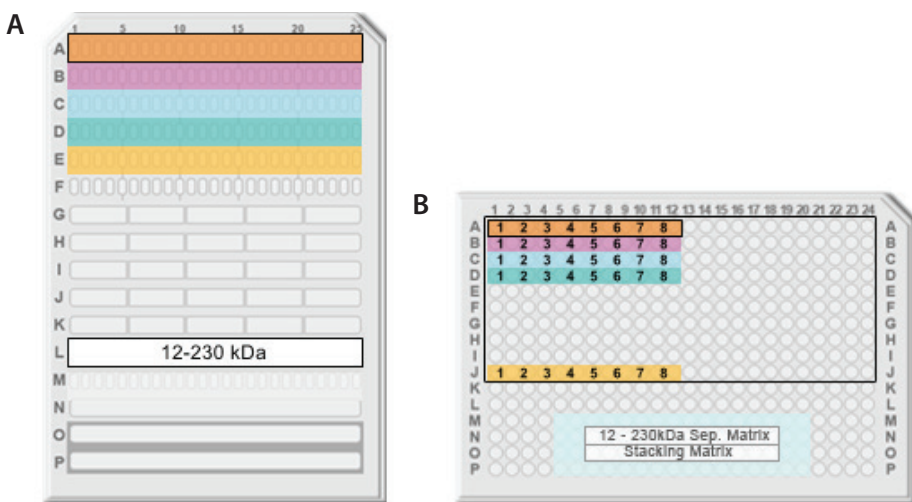 A
1 5 10 15 20 25
A
B
C
D
E
F
G
H
I
J
K
L 12-230 kDa
M
N
O
P
B
1 2 3 4 5 6 7 8 9 10 11 12 13 14 15 16 17 18 19 20 21 22 23 24
A 1 2 3 4 5 6 7 8 A
B 1 2 3 4 5 6 7 8 B
C 1 2 3 4 5 6 7 8 C
D 1 2 3 4 5 6 7 8 D
E E
F F
G G
H H
I I
J 1 2 3 4 5 6 7 8 J
K K
L L
M M
N 12 - 230kDa Sep. Matrix N
O Stacking Matrix O
P P